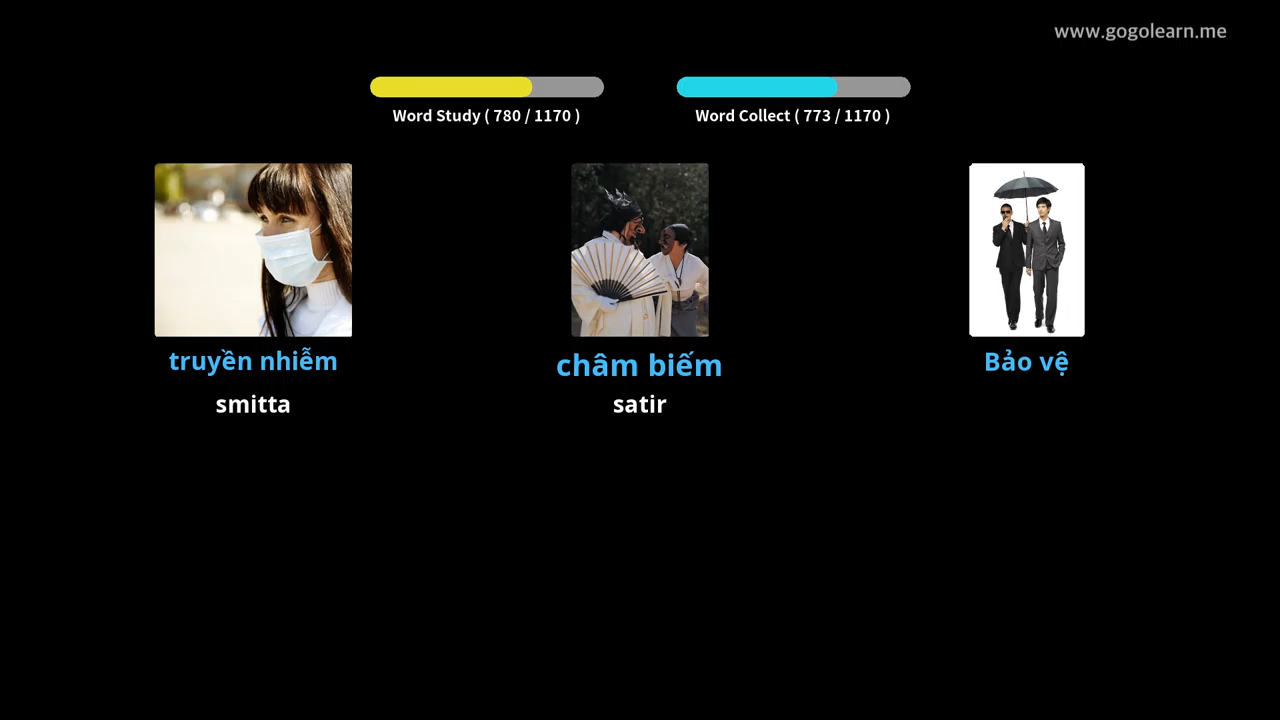 www.gogolearn.me
Word Study ( 780 / 1170 )
Word Collect ( 773 / 1170 )
truyền nhiễm
châm biếm
Bảo vệ
smitta
satir